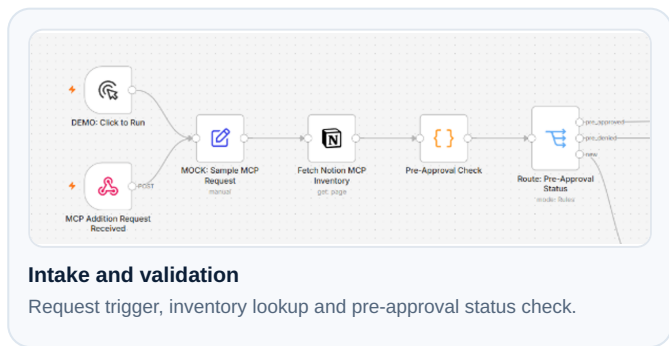 DEMO: Click to Run
POST
MCP Addition Request
Received
MOCK: Sample MCP
Request
manual
N
Fetch Notion MCP
Inventory
get: page
Pre-Approval Check
pre_approved
pre_denied
new
Route: Pre-Approval
Status
mode: Rules
Intake and validation
Request trigger, inventory lookup and pre-approval status check.